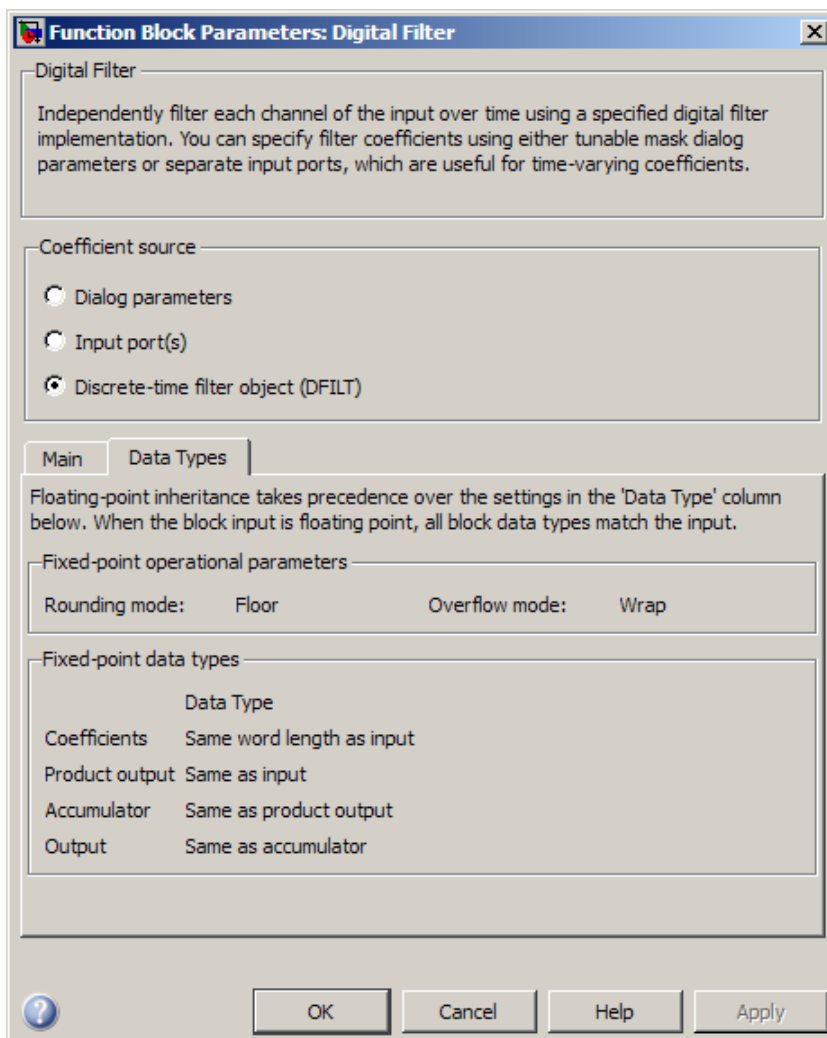 Function Block Parameters: Digital Filter
Digital Filter
Independently filter each channel of the input over time using a specified digital filter
implementation. You can specify filter coefficients using either tunable mask dialog
parameters or separate input ports, which are useful for time-varying coefficients.
Coefficient source
Dialog parameters
Input port(s)
Discrete-time filter object (DFILT)
Main Data Types
Floating-point inheritance takes precedence over the settings in the 'Data Type' column
below. When the block input is floating point, all block data types match the input.
Fixed-point operational parameters
Rounding mode: Floor Overflow mode: Wrap
Fixed-point data types
Data Type
Coefficients Same word length as input
Product output Same as input
Accumulator Same as product output
Output Same as accumulator
? OK Cancel Help Apply